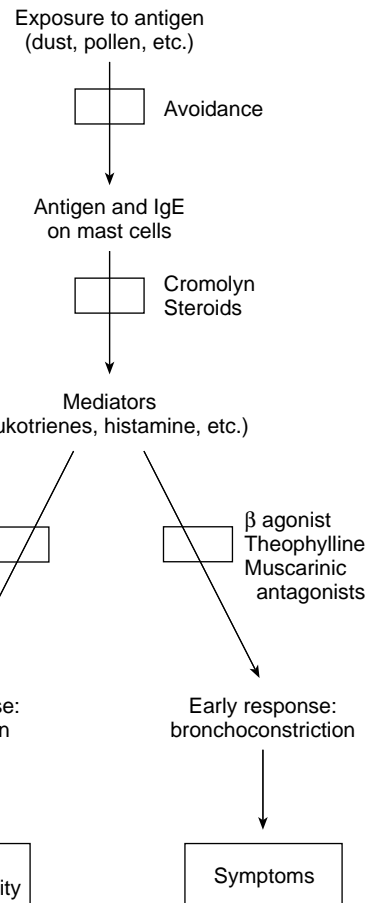 Exposure to antigen
(dust, pollen, etc.)
Avoidance
Antigen and IgE
on mast cells
Cromolyn
Steroids
Mediators
ukotrienes, histamine, etc.)
β agonist
Theophylline
Muscarinic
antagonists
se:
n
Early response:
bronchoconstriction
ity
Symptoms